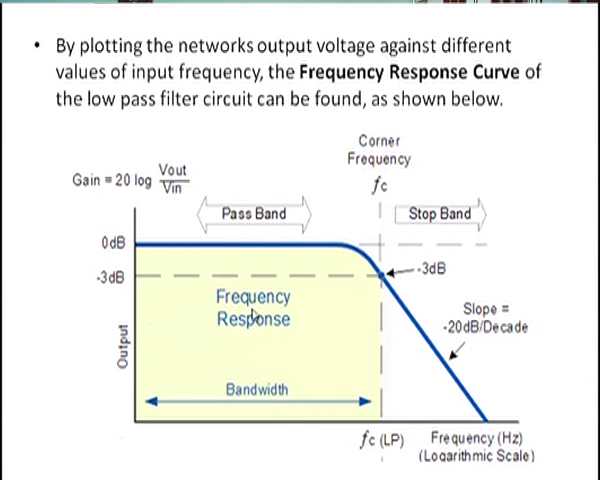 • By plotting the networks output voltage against different
values of input frequency, the Frequency Response Curve of
the low pass filter circuit can be found, as shown below.
Corner
Frequency
fc
Gain = 20 log Vout
Vin
Pass Band
Stop Band
0dB
-3dB
-3dB
Frequency
Response
Slope =
-20dB/Decade
Output
Bandwidth
fc (LP)
Frequency (Hz)
(Logarithmic Scale)